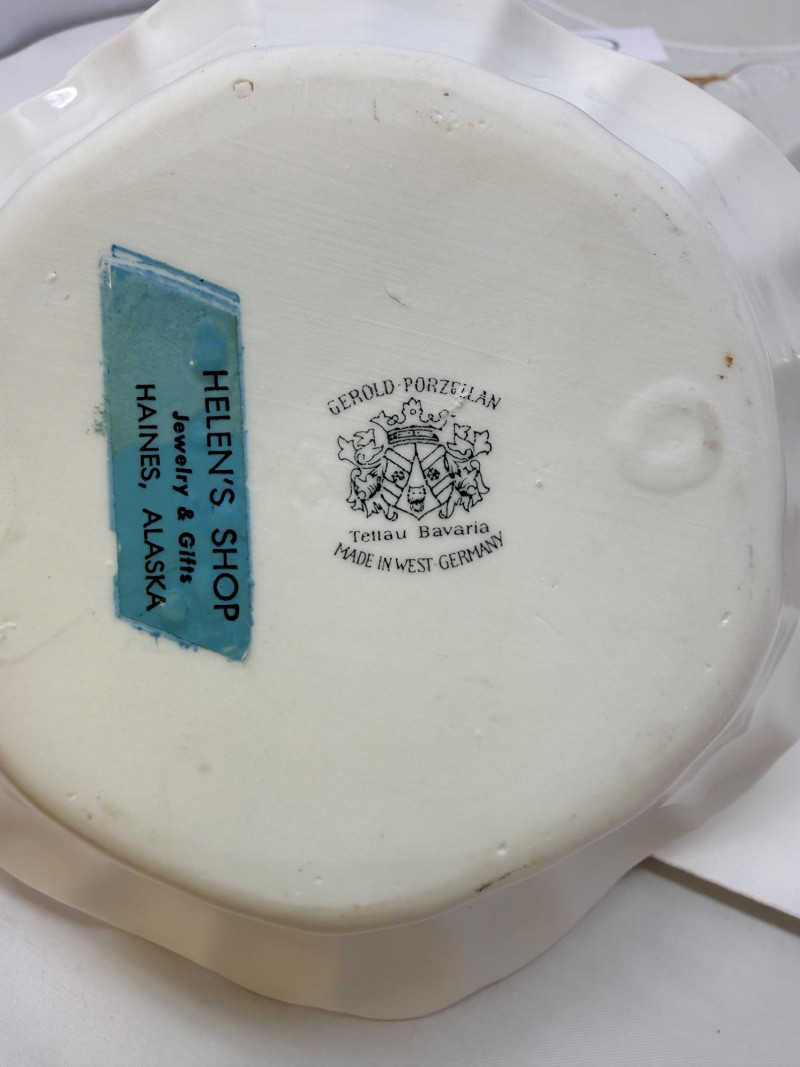 HELEN'S SHOP
Jewelry & Gifts
HAINES, ALASKA
GEROLD·PORZELLAN
Tettau Bavaria
MADE IN WEST·GERMANY